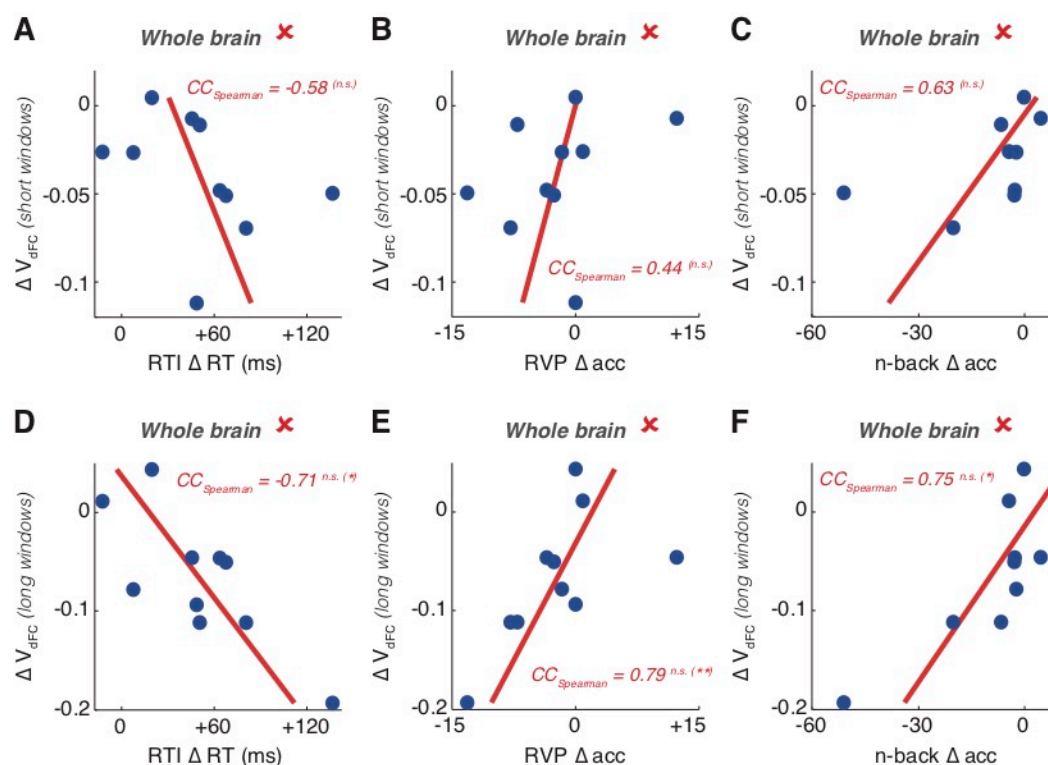 A
Whole brain ✘
CC_Spearman = -0.58 (n.s.)
0
-0.05
-0.1
Δ V_dFC (short windows)
0
+60
+120
RTI Δ RT (ms)
B
Whole brain ✘
CC_Spearman = 0.44 (n.s.)
-15
0
+15
RVP Δ acc
0
-0.05
-0.1
Δ V_dFC (short windows)
C
Whole brain ✘
CC_Spearman = 0.63 (n.s.)
0
-0.05
-0.1
Δ V_dFC (short windows)
-60
-30
0
n-back Δ acc
D
Whole brain ✘
CC_Spearman = -0.71 n.s. (*)
0
-0.1
-0.2
Δ V_dFC (long windows)
0
+60
+120
RTI Δ RT (ms)
E
Whole brain ✘
0
-0.1
-0.2
Δ V_dFC (long windows)
CC_Spearman = 0.79 n.s. (**)
-15
0
+15
RVP Δ acc
F
Whole brain ✘
CC_Spearman = 0.75 n.s. (*)
0
-0.1
-0.2
Δ V_dFC (long windows)
-60
-30
0
n-back Δ acc